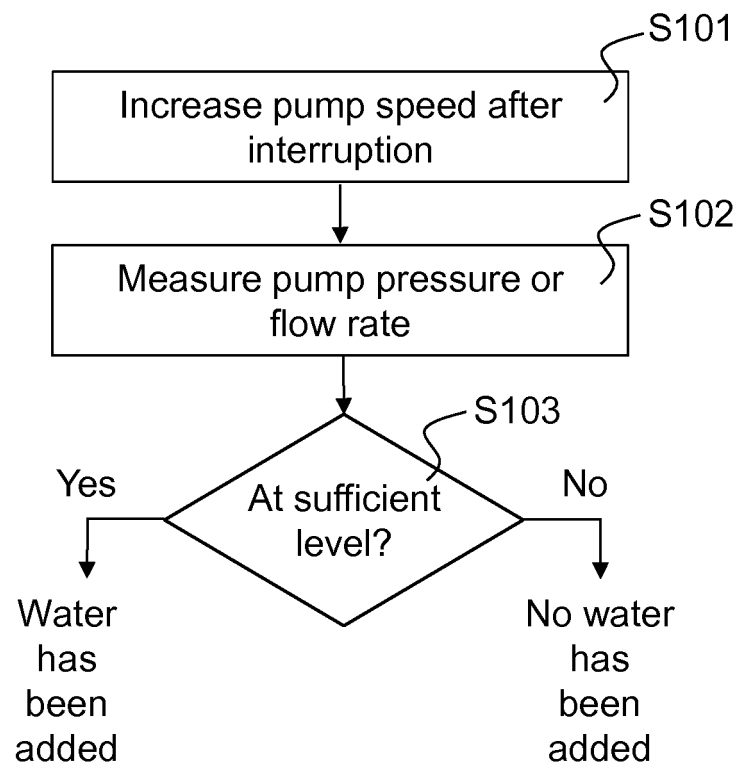 S101
Increase pump speed after
interruption
S102
Measure pump pressure or
flow rate
S103
Yes
No
At sufficient
level?
Water
has
been
added
No water
has
been
added